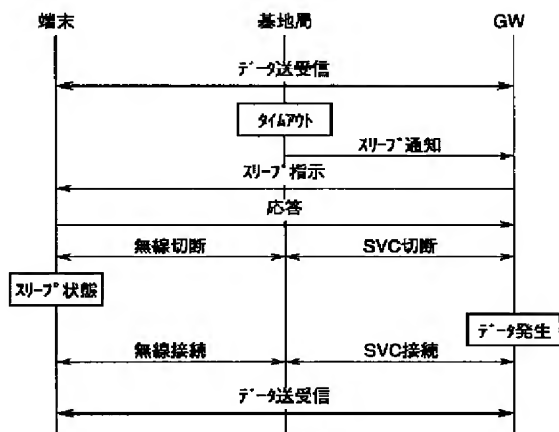 端末 基地局 GW
ﾃﾞｰﾀ送受信
ﾀｲﾑｱｳﾄ
ｽﾘｰﾌﾟ通知
ｽﾘｰﾌﾟ指示
応答
無線切断 SVC切断
ｽﾘｰﾌﾟ状態
ﾃﾞｰﾀ発生
無線接続 SVC接続
ﾃﾞｰﾀ送受信